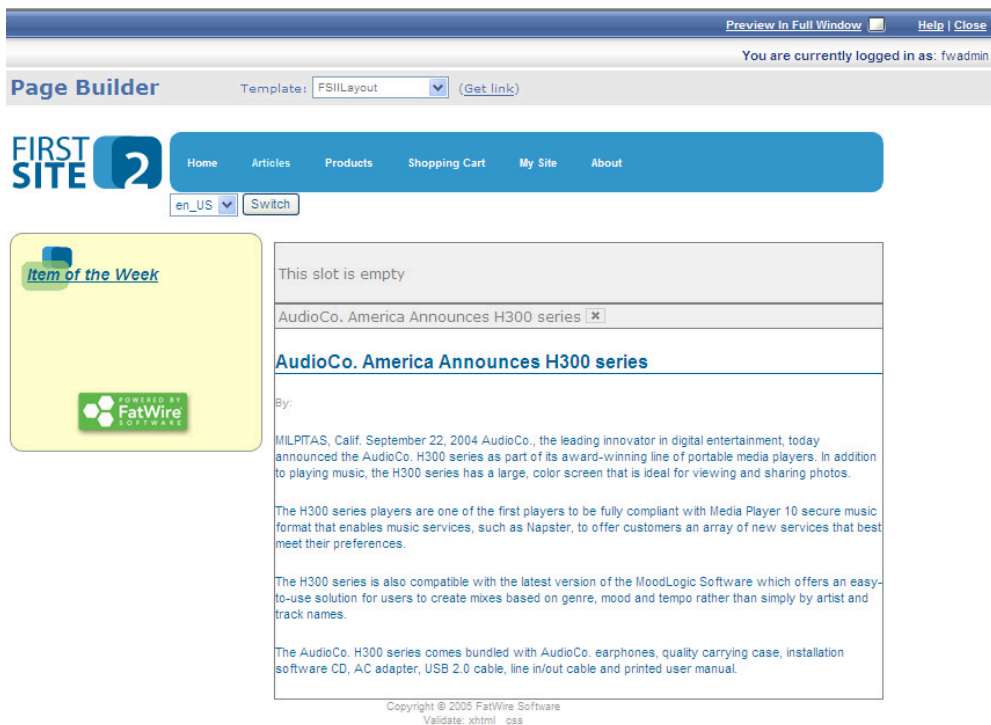 Preview In Full Window Help | Close
You are currently logged in as: fwadmin
Page Builder Template: FSIILayout (Get link)
FIRST SITE 2
Home Articles Products Shopping Cart My Site About
en_US Switch
Item of the Week
This slot is empty
AudioCo. America Announces H300 series
AudioCo. America Announces H300 series
By:
MILPITAS, Calif. September 22, 2004 AudioCo., the leading innovator in digital entertainment, today
announced the AudioCo. H300 series as part of its award-winning line of portable media players. In addition
to playing music, the H300 series has a large, color screen that is ideal for viewing and sharing photos.
The H300 series players are one of the first players to be fully compliant with Media Player 10 secure music
format that enables music services, such as Napster, to offer customers an array of new services that best
meet their preferences.
The H300 series is also compatible with the latest version of the MoodLogic Software which offers an easy-
to-use solution for users to create mixes based on genre, mood and tempo rather than simply by artist and
track names.
The AudioCo. H300 series comes bundled with AudioCo. earphones, quality carrying case, installation
software CD, AC adapter, USB 2.0 cable, line in/out cable and printed user manual.
POWERED BY
FatWire
SOFTWARE
Copyright © 2005 FatWire Software
Validate: xhtml css